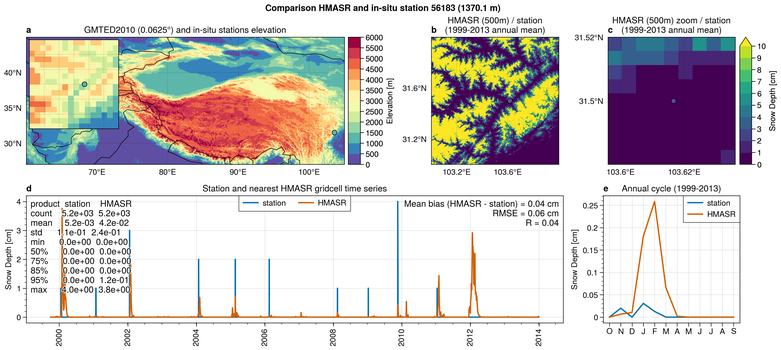 Comparison HMASR and in-situ station 56183 (1370.1 m)
a GMTED2010 (0.0625°) and in-situ stations elevation
40°N
35°N
30°N
70°E 80°E 90°E 100°E
6000
5500
5000
4500
4000
3500
3000
2500
2000
1500
1000
500
0
Elevation [m]
b HMASR (500m) / station
(1999-2013 annual mean)
31.6°N
31.2°N
103.2°E 103.6°E
c HMASR (500m) zoom / station
(1999-2013 annual mean)
31.52°N
31.5°N
103.6°E 103.62°E
10
9
8
7
6
5
4
3
2
1
0
Snow Depth [cm]
d Station and nearest HMASR gridcell time series
product station HMASR
count 5.2e+03 5.2e+03
mean 5.2e-03 4.2e-02
std 1.1e-01 2.4e-01
min 0.0e+00 0.0e+00
50% 0.0e+00 0.0e+00
75% 0.0e+00 0.0e+00
85% 0.0e+00 0.0e+00
95% 0.0e+00 1.2e-01
max 4.0e+00 3.8e+00
station HMASR
Mean bias (HMASR - station) = 0.04 cm
RMSE = 0.06 cm
R = 0.04
Snow Depth [cm]
4
3
2
1
0
2000 2002 2004 2006 2008 2010 2012 2014
e Annual cycle (1999-2013)
station
HMASR
Snow Depth [cm]
0.25
0.2
0.15
0.1
0.05
0
O N D J F M A M J J A S